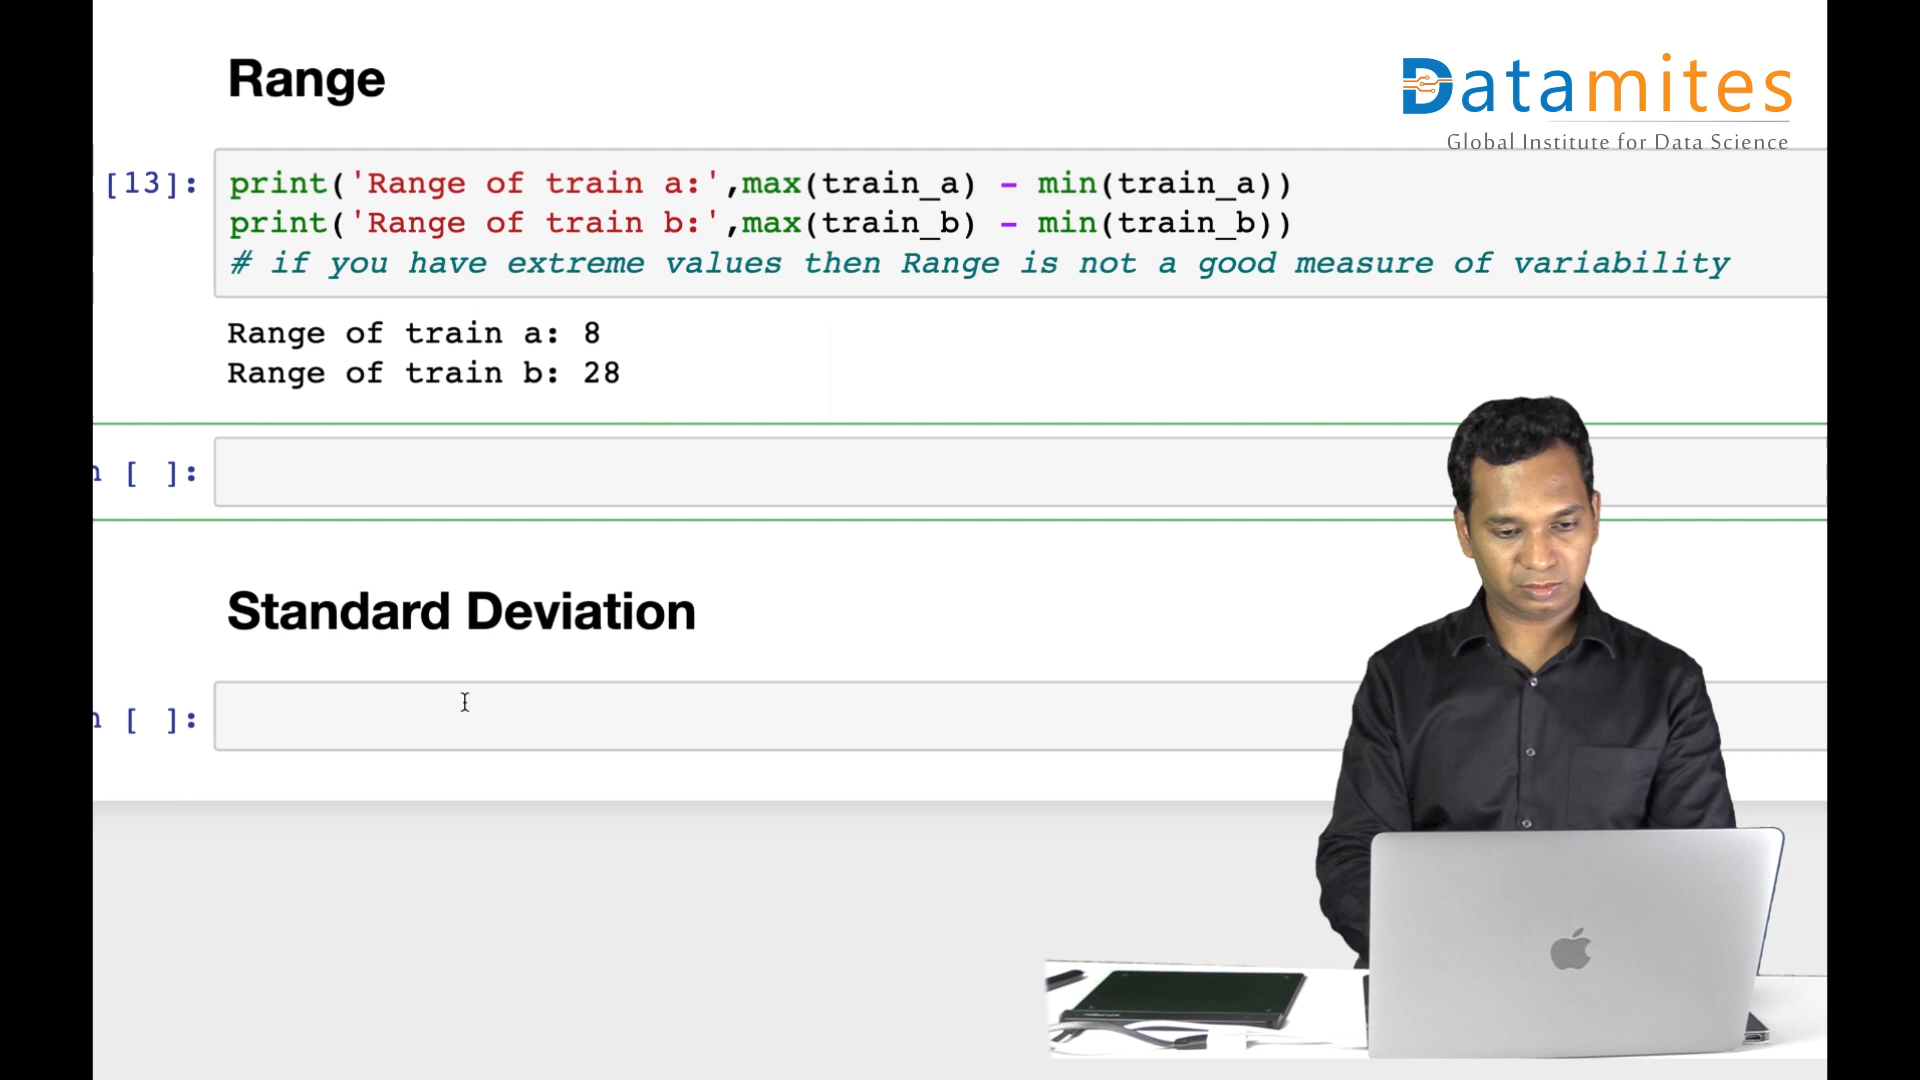 Range
Datamites
Global Institute for Data Science
[13]:
print('Range of train a:',max(train_a) - min(train_a))
print('Range of train b:',max(train_b) - min(train_b))
# if you have extreme values then Range is not a good measure of variability
Range of train a: 8
Range of train b: 28
n [ ]:
Standard Deviation
n [ ]: